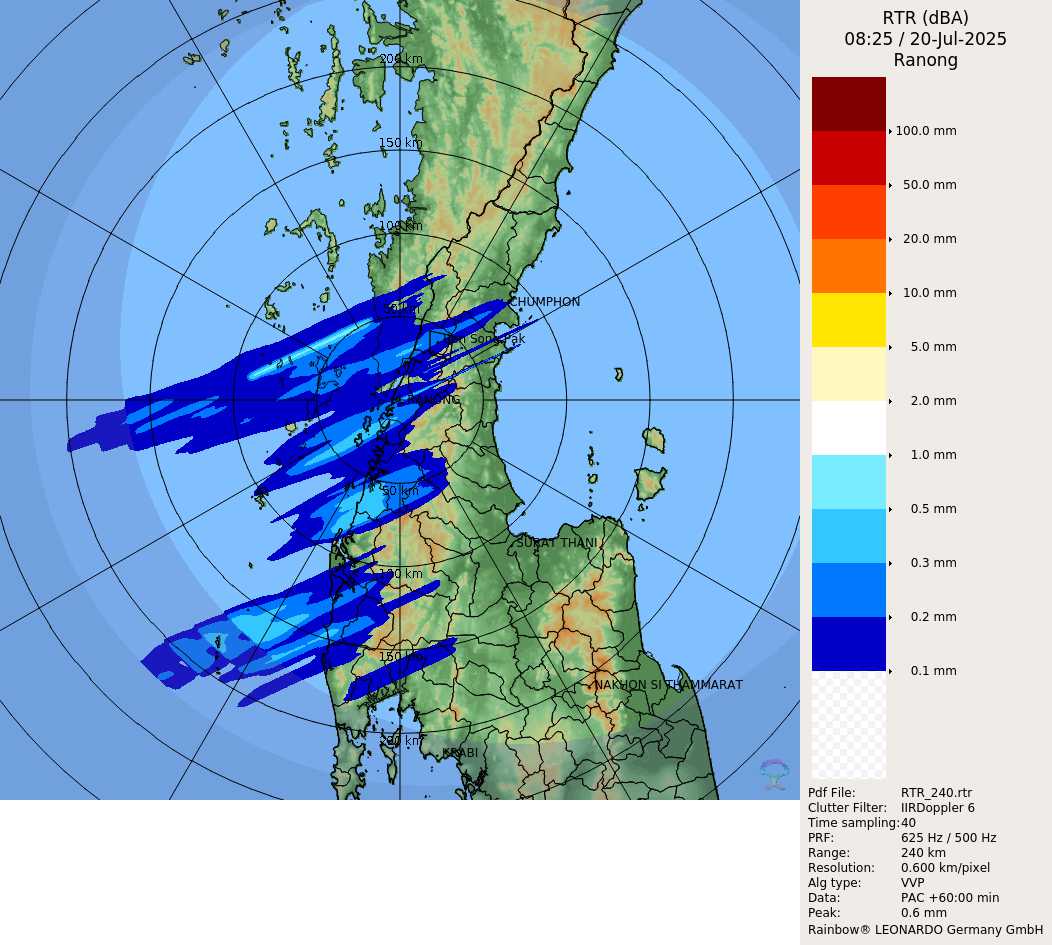 RTR (dBA)
08:25 / 20-Jul-2025
Ranong
100.0 mm
50.0 mm
20.0 mm
10.0 mm
5.0 mm
2.0 mm
1.0 mm
0.5 mm
0.3 mm
0.2 mm
0.1 mm
Pdf File: RTR_240.rtr
Clutter Filter: IIRDoppler 6
Time sampling:40
PRF: 625 Hz / 500 Hz
Range: 240 km
Resolution: 0.600 km/pixel
Alg type: VVP
Data: PAC +60:00 min
Peak: 0.6 mm
Rainbow® LEONARDO Germany GmbH
200 km
150 km
100 km
CHUMPHON
50 km
Song Pak
RANONG
50 km
SURAT THANI
100 km
150 km
NAKHON SI THAMMARAT
200 km
KRABI